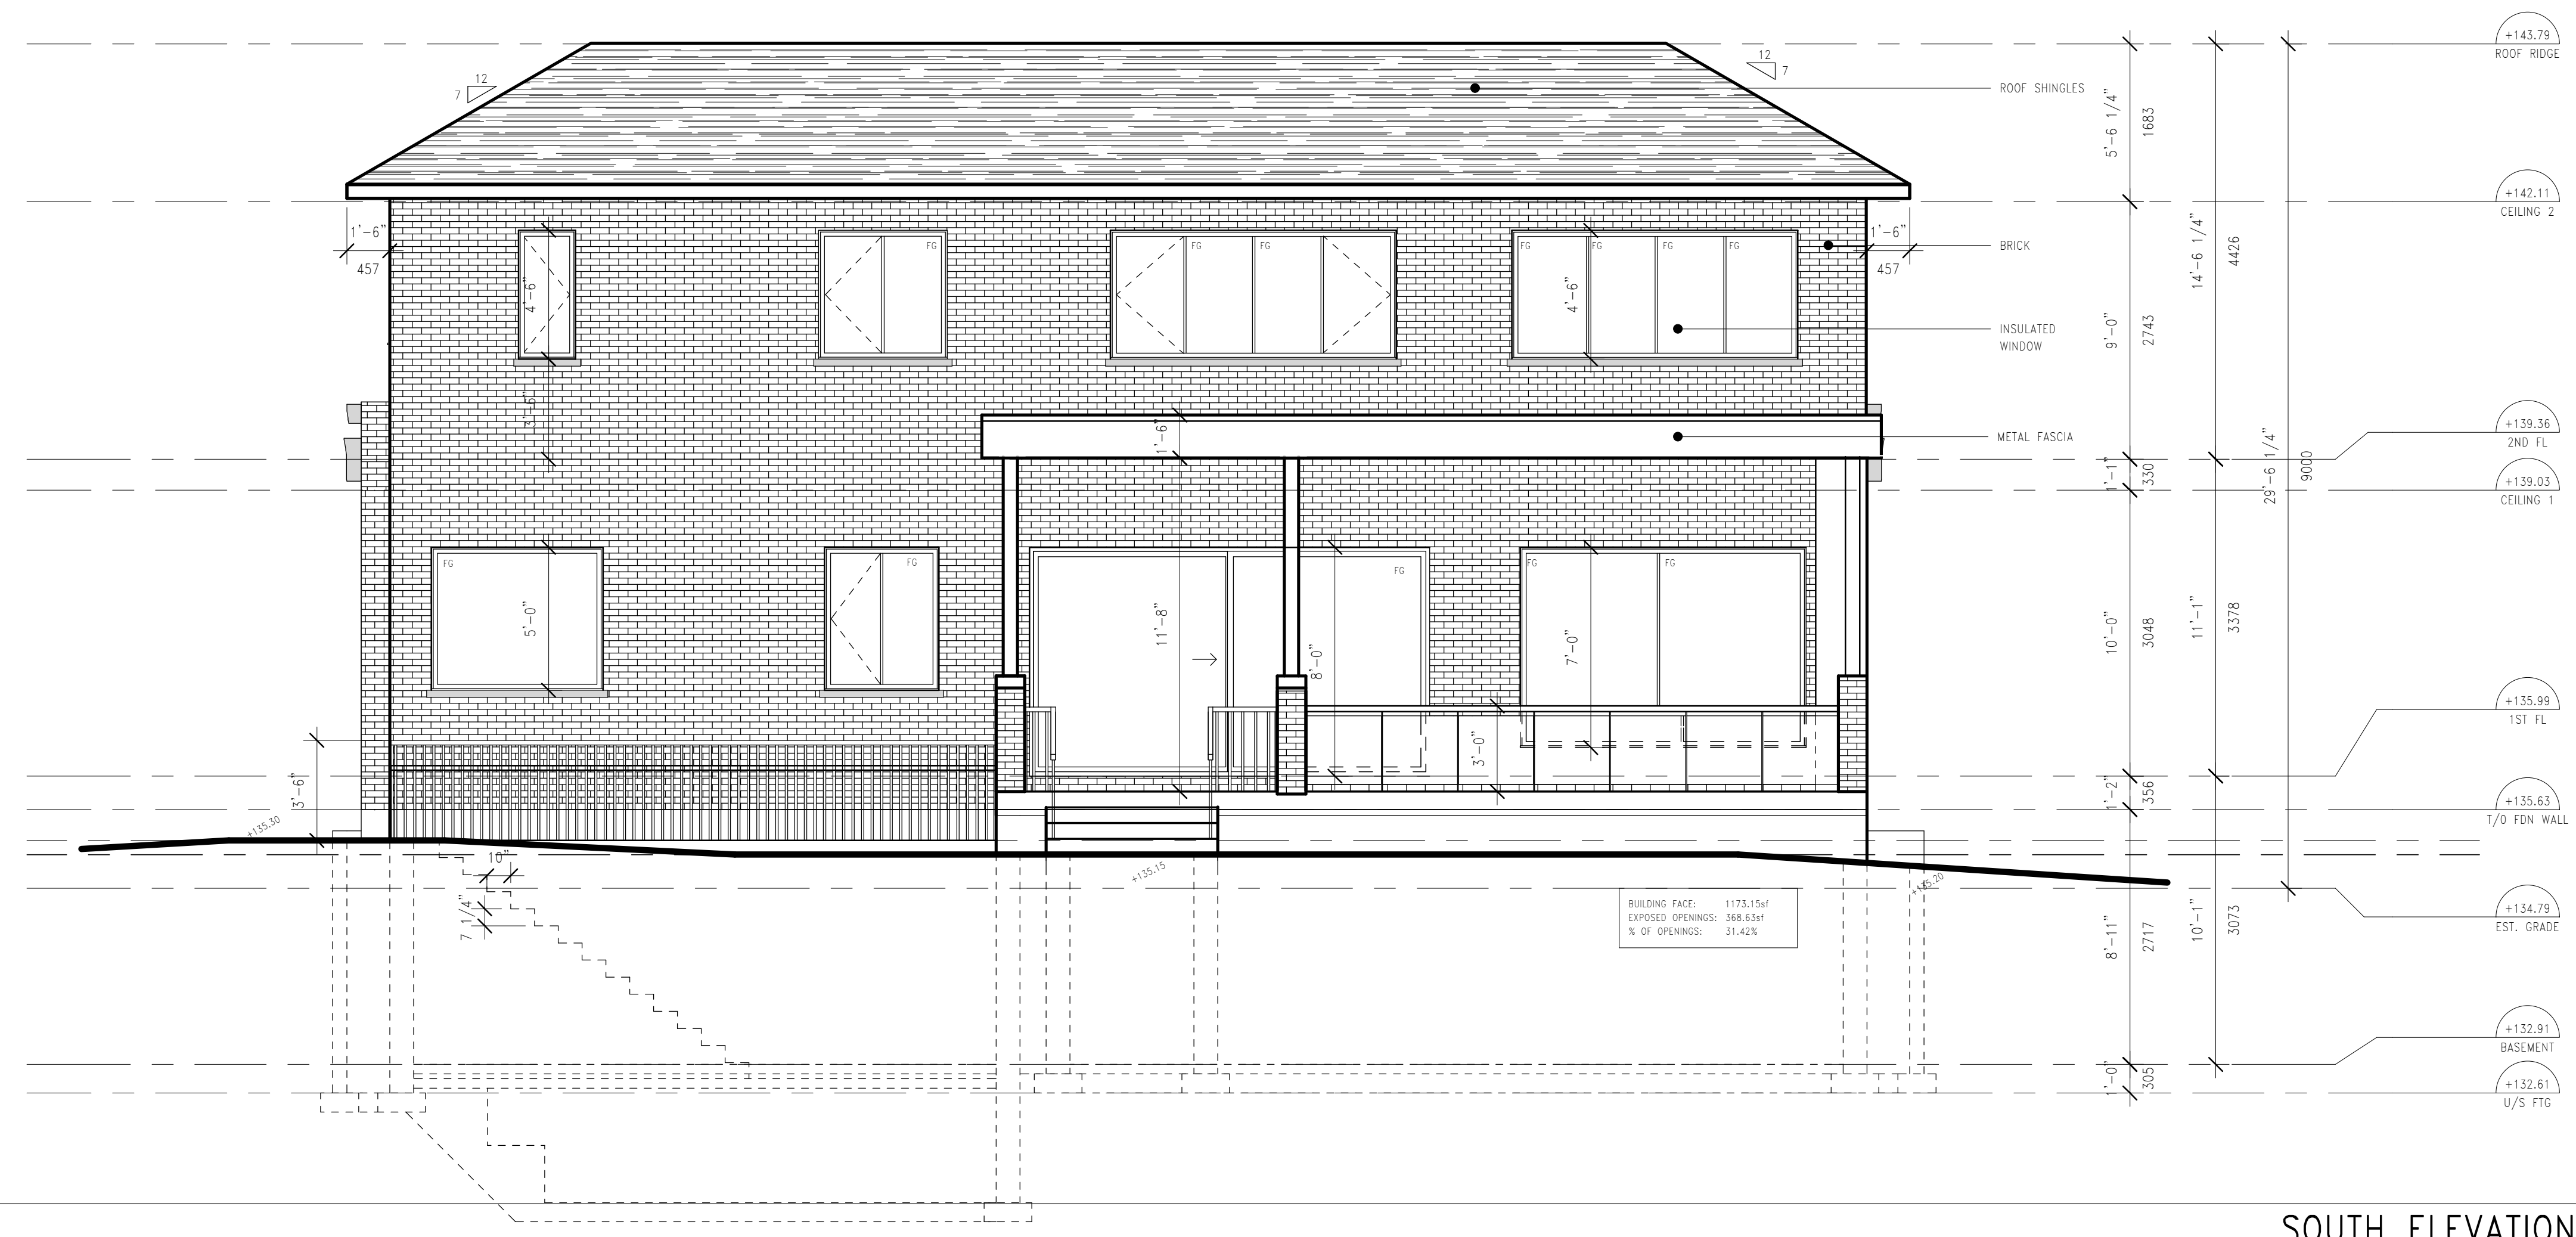 +143.79
ROOF RIDGE
12
7
12
7
ROOF SHINGLES
5'-6 1/4"
1683
+142.11
CEILING 2
1'-6"
457
1'-6"
457
BRICK
FG
FG
FG
FG
FG
FG
FG
4'-6"
4'-6"
INSULATED
WINDOW
9'-0"
2743
14'-6 1/4"
4426
3'-6"
1'-6"
METAL FASCIA
+139.36
2ND FL
1'-1"
330
+139.03
CEILING 1
29'-6 1/4"
9000
FG
FG
FG
FG
FG
5'-0"
11'-8"
8'-0"
7'-0"
10'-0"
3048
11'-1"
3378
+135.99
1ST FL
3'-0"
3'-6"
1'-2"
356
+135.63
T/O FDN WALL
+135.30
+135.15
+135.20
10"
7 1/4"
BUILDING FACE: 1173.15sf
EXPOSED OPENINGS: 368.63sf
% OF OPENINGS: 31.42%
+134.79
EST. GRADE
8'-11"
2717
10'-1"
3073
+132.91
BASEMENT
1'-0"
305
+132.61
U/S FTG
SOUTH ELEVATION